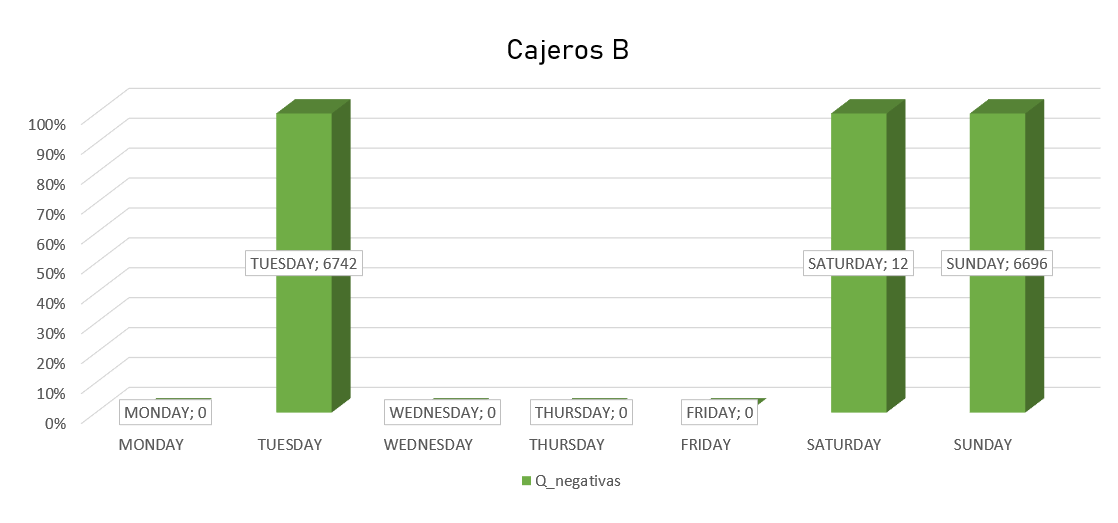 Cajeros B
100%
90%
80%
70%
60%
50%
40%
30%
20%
10%
0%
MONDAY; 0
TUESDAY; 6742
WEDNESDAY; 0
THURSDAY; 0
FRIDAY; 0
SATURDAY; 12
SUNDAY; 6696
MONDAY
TUESDAY
WEDNESDAY
THURSDAY
FRIDAY
SATURDAY
SUNDAY
Q_negativas